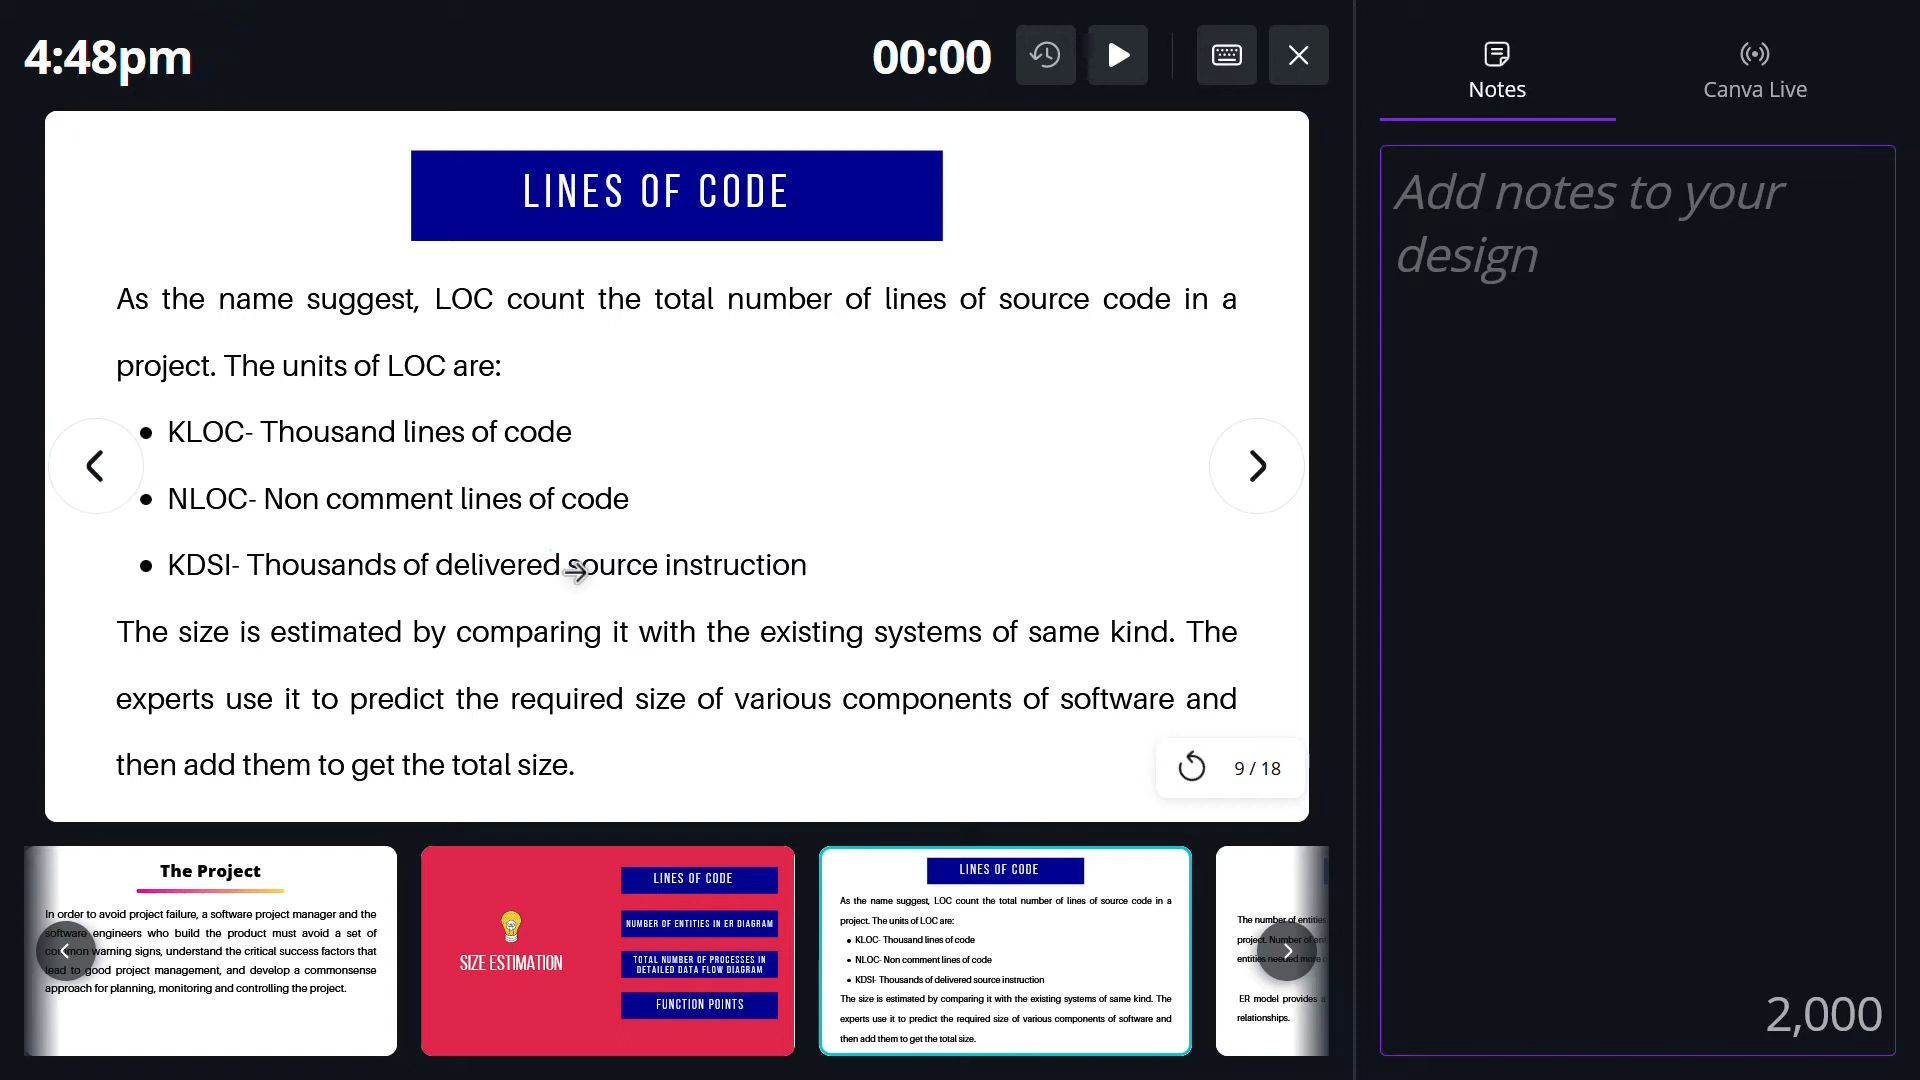 4:48pm
00:00
Notes
Canva Live
LINES OF CODE
As the name suggest, LOC count the total number of lines of source code in a
project. The units of LOC are:
KLOC- Thousand lines of code
NLOC- Non comment lines of code
KDSI- Thousands of delivered source instruction
The size is estimated by comparing it with the existing systems of same kind. The
experts use it to predict the required size of various components of software and
then add them to get the total size.
9 / 18
Add notes to your
design
2,000
The Project
In order to avoid project failure, a software project manager and the
software engineers who build the product must avoid a set of
common warning signs, understand the critical success factors that
lead to good project management, and develop a commonsense
approach for planning, monitoring and controlling the project.
SIZE ESTIMATION
LINES OF CODE
NUMBER OF ENTITIES IN ER DIAGRAM
TOTAL NUMBER OF PROCESSES IN
DETAILED DATA FLOW DIAGRAM
FUNCTION POINTS
LINES OF CODE
As the name suggest, LOC count the total number of lines of source code in a
project. The units of LOC are:
KLOC- Thousand lines of code
NLOC- Non comment lines of code
KDSI- Thousands of delivered source instruction
The size is estimated by comparing it with the existing systems of same kind. The
experts use it to predict the required size of various components of software and
then add them to get the total size.
The number of entities
project. Number of
entities needed
ER model provides
relationships.